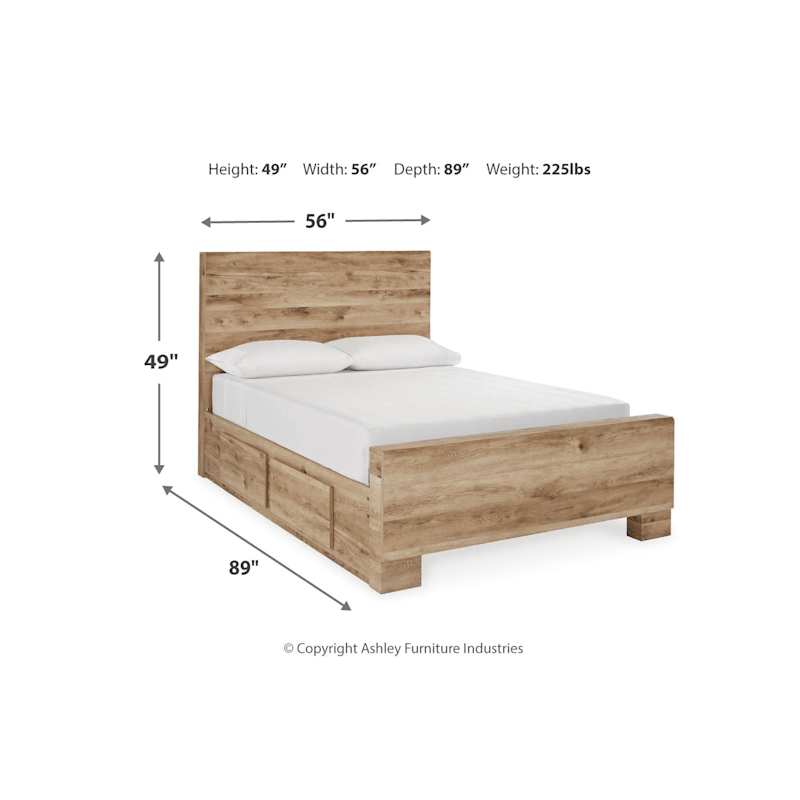 Height: 49” Width: 56” Depth: 89” Weight: 225lbs
56"
49"
89"
© Copyright Ashley Furniture Industries